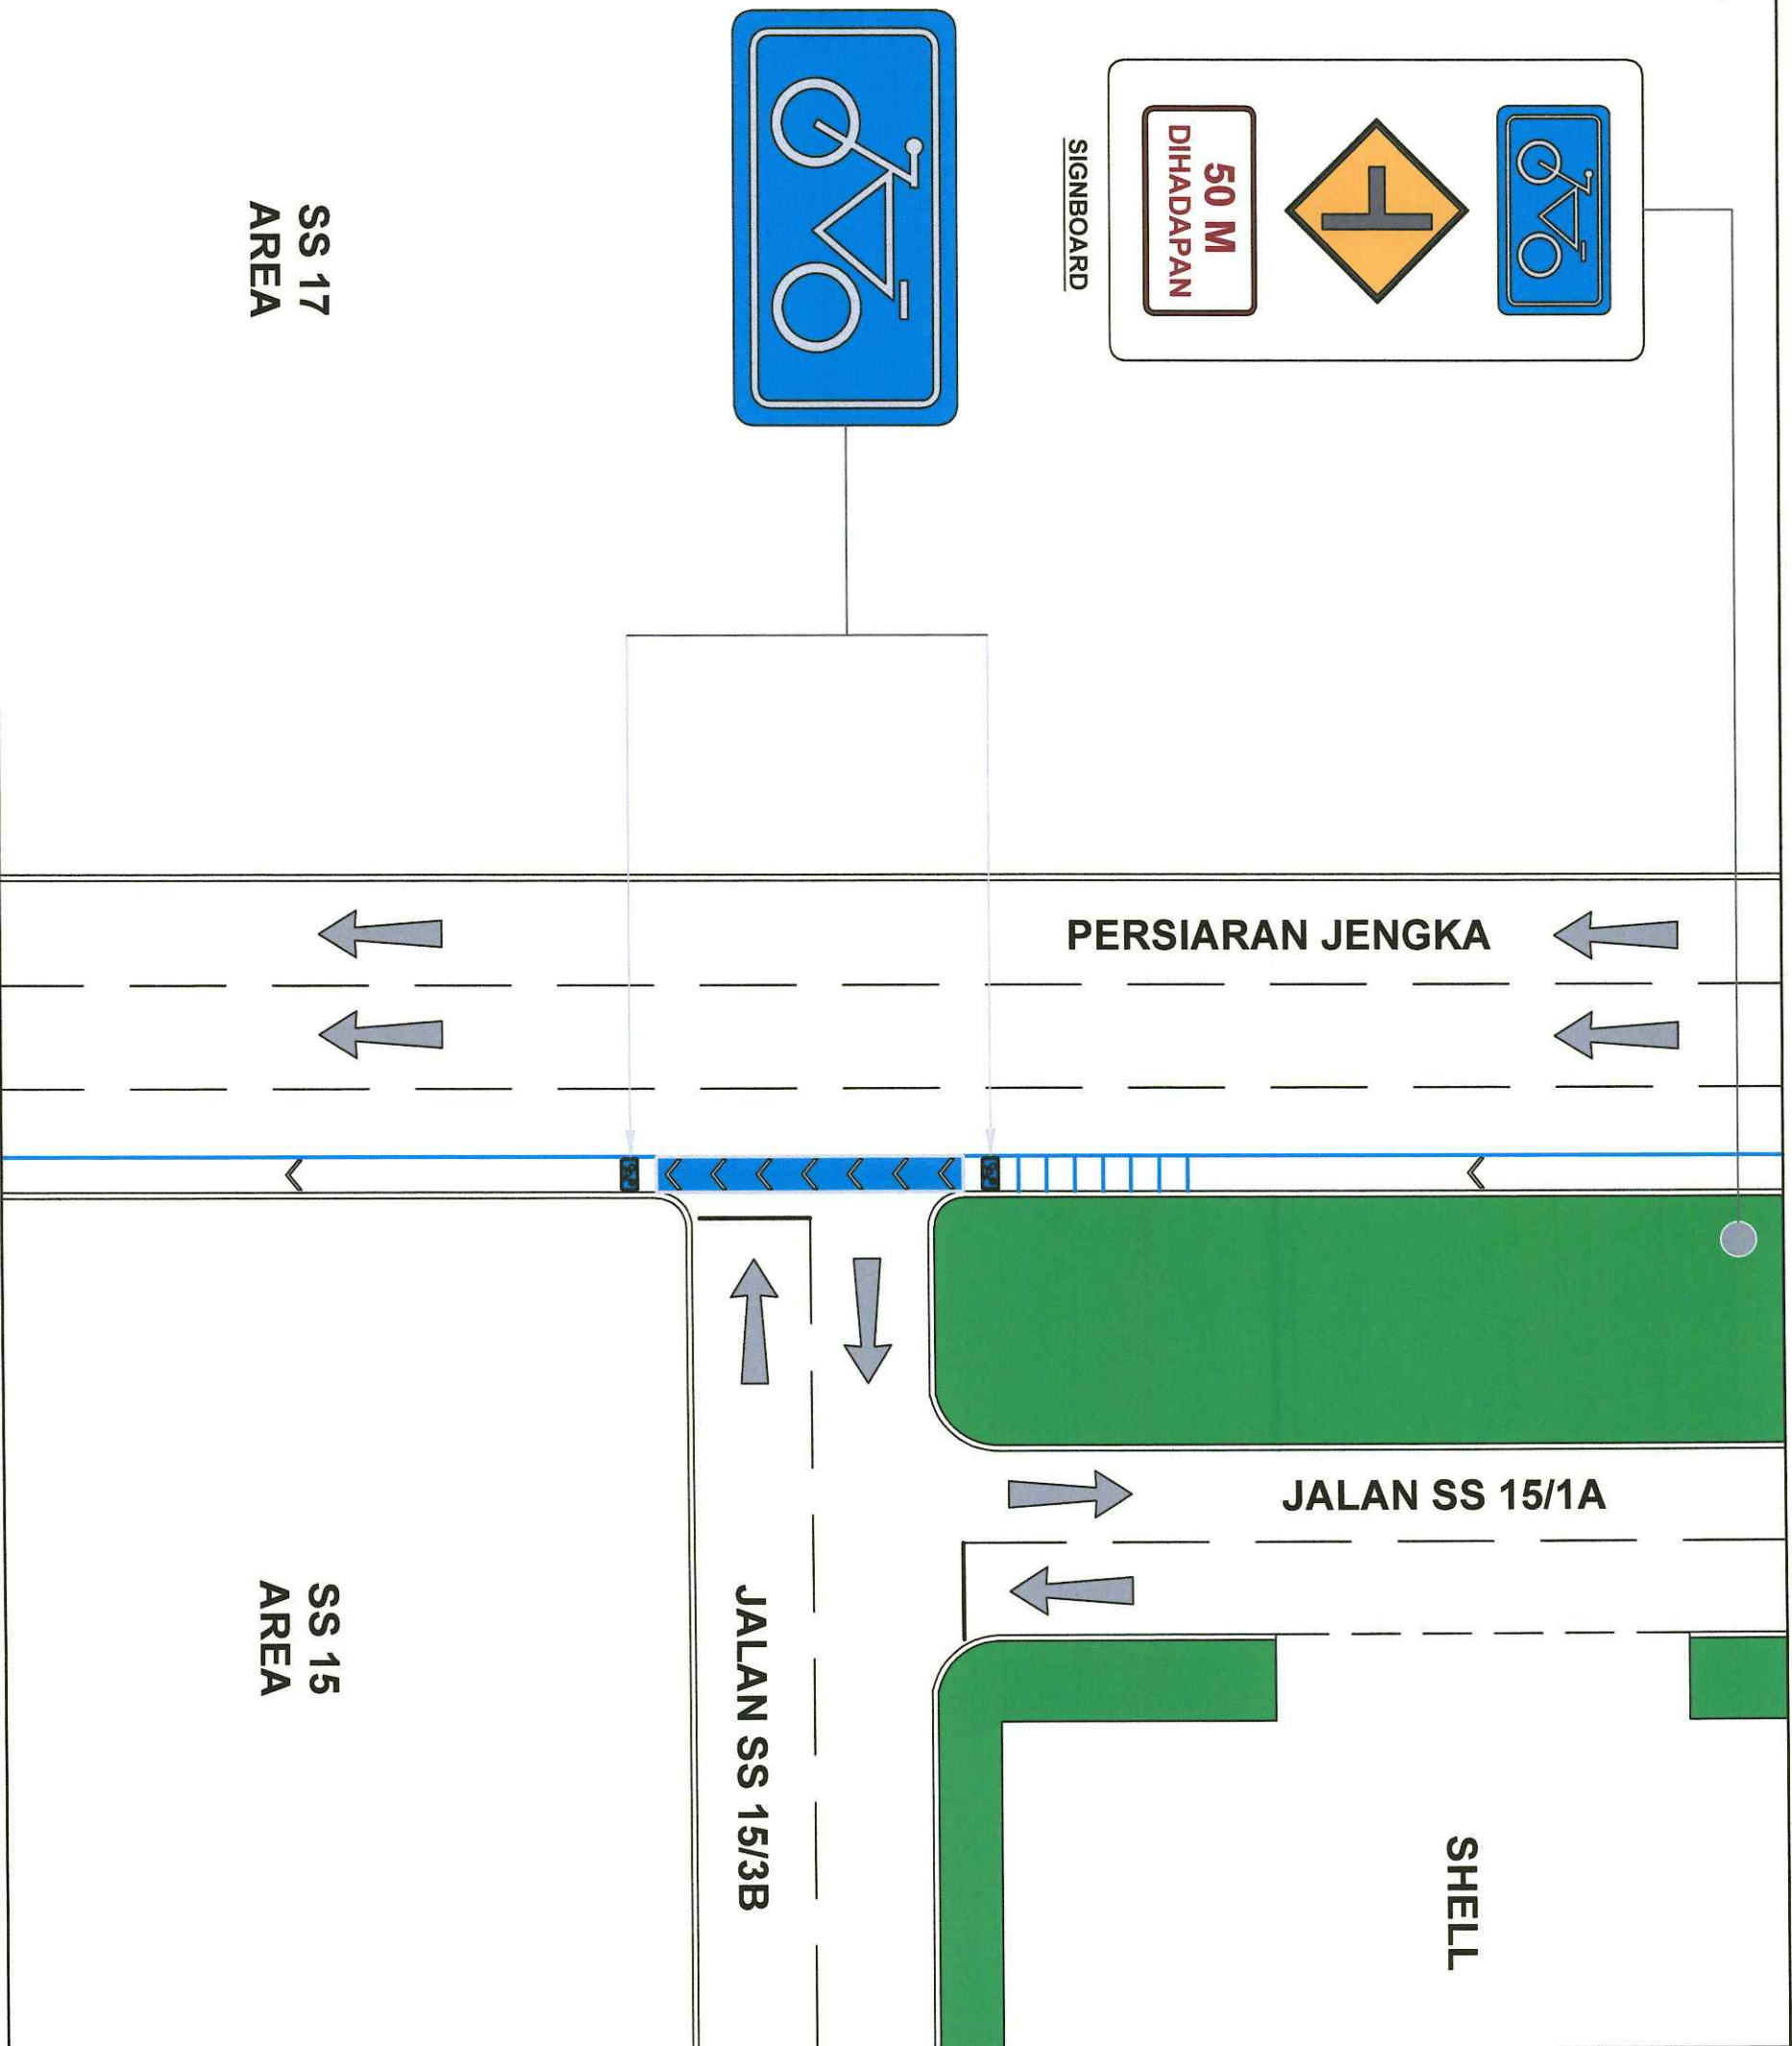 SIGNBOARD
50 M
DIHADAPAN
SS 17
AREA
PERSIARAN JENGKA
JALAN SS 15/1A
JALAN SS 15/3B
SS 15
AREA
SHELL